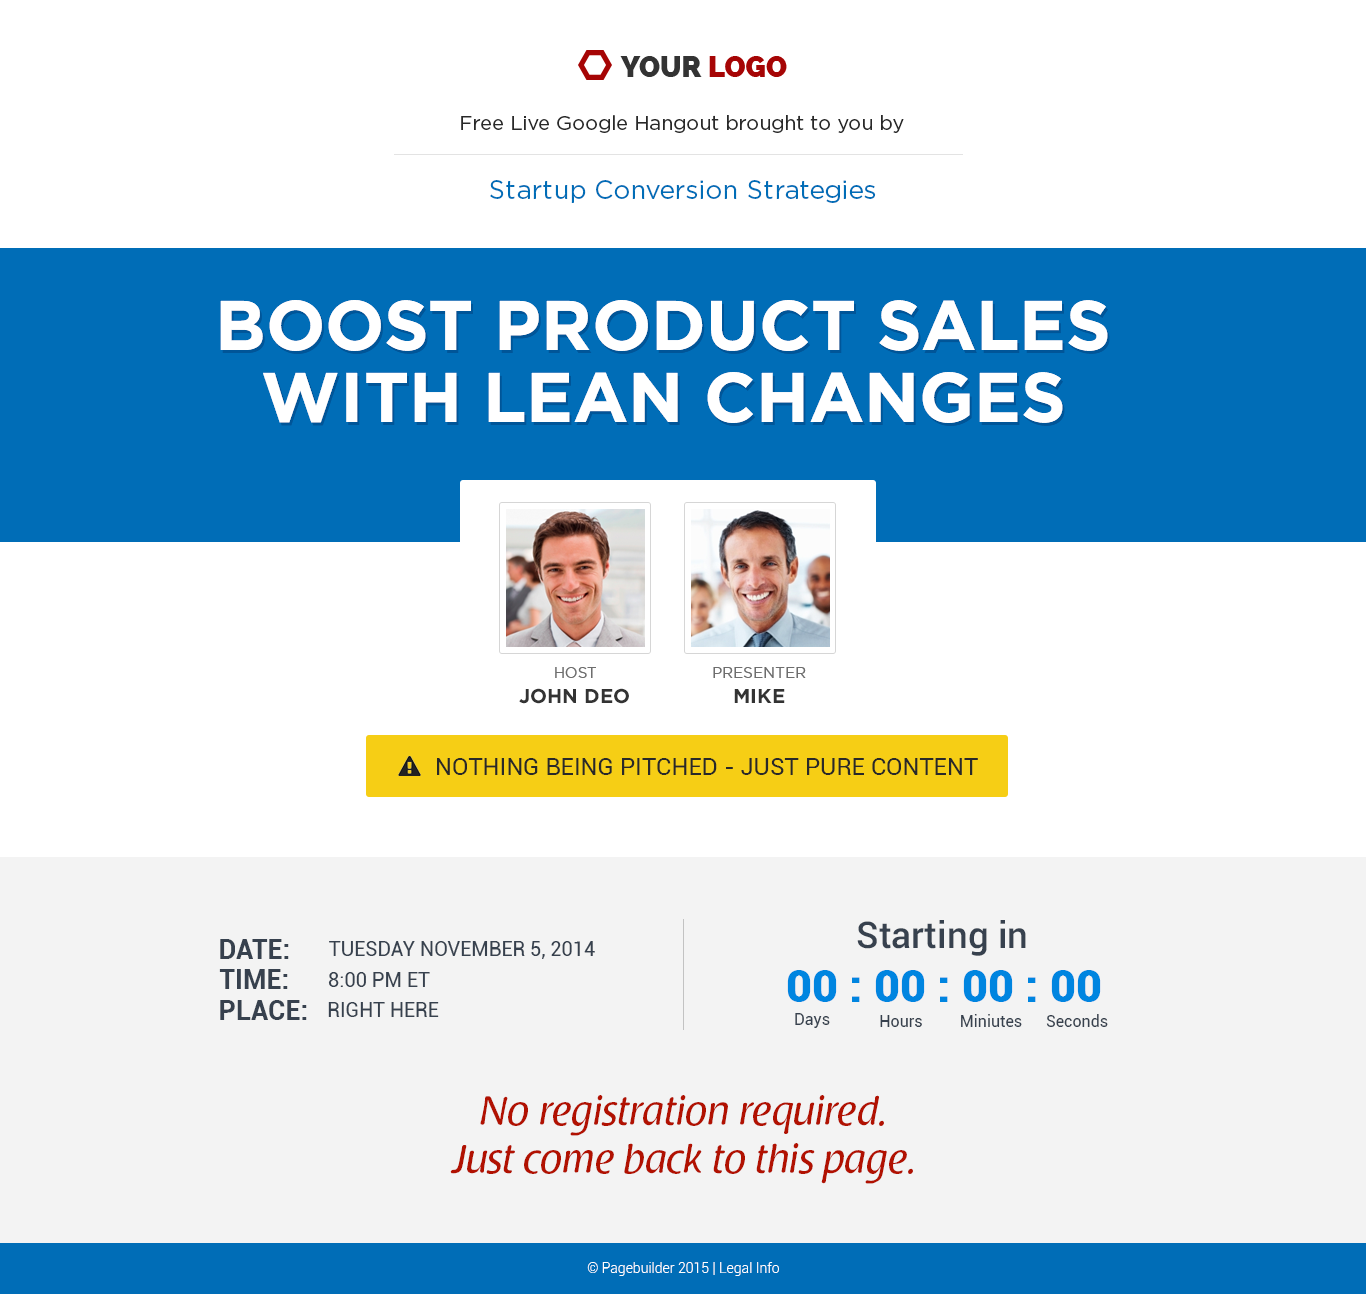 YOUR LOGO
Free Live Google Hangout brought to you by
Startup Conversion Strategies
BOOST PRODUCT SALES
WITH LEAN CHANGES
HOST
JOHN DEO
PRESENTER
MIKE
NOTHING BEING PITCHED - JUST PURE CONTENT
DATE: TUESDAY NOVEMBER 5, 2014
TIME: 8:00 PM ET
PLACE: RIGHT HERE
Starting in
00 : 00 : 00 : 00
Days Hours Miniutes Seconds
No registration required.
Just come back to this page.
© Pagebuilder 2015 | Legal Info